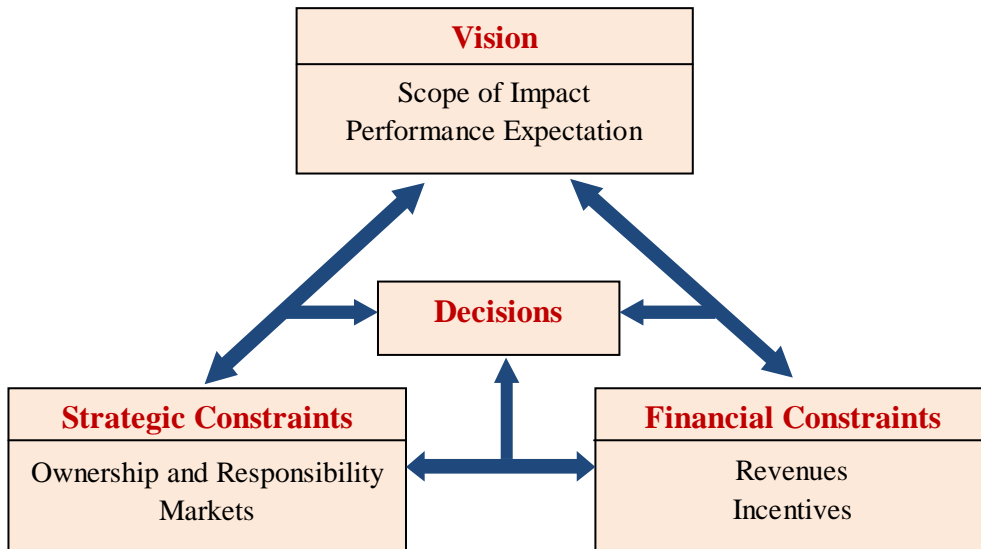 Vision
Scope of Impact
Performance Expectation
Decisions
Strategic Constraints
Ownership and Responsibility
Markets
Financial Constraints
Revenues
Incentives